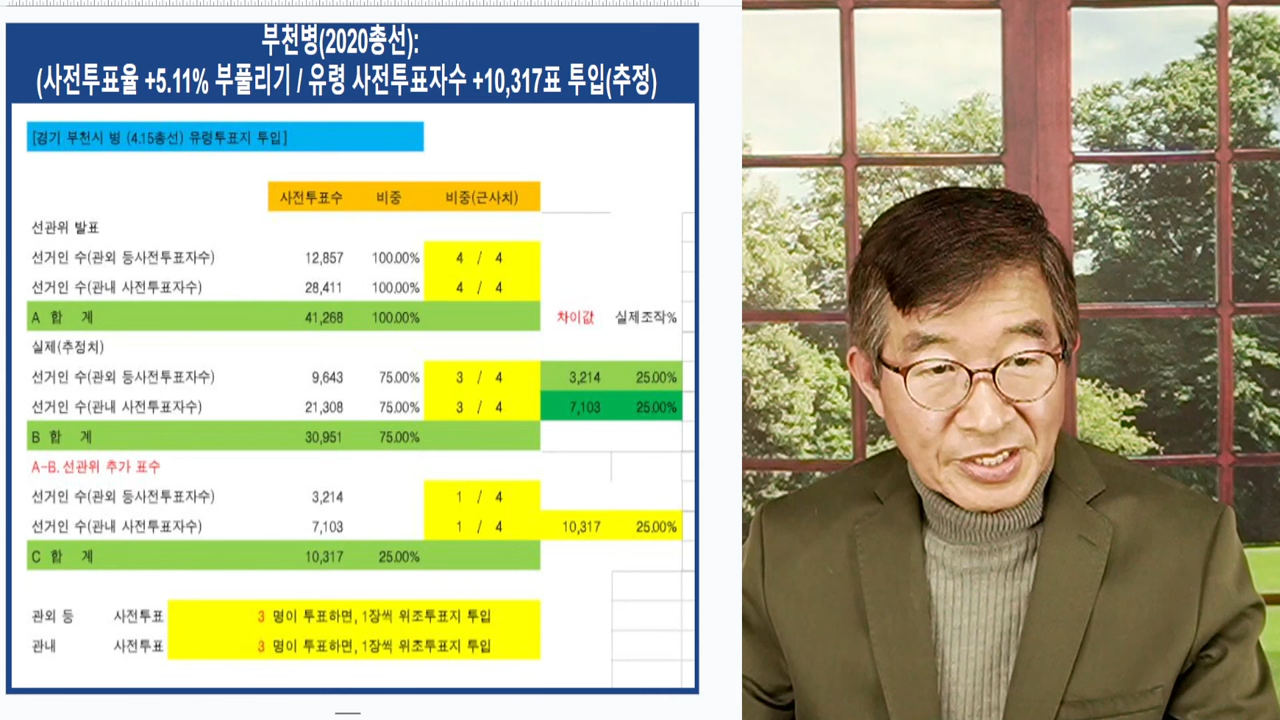 부천병(2020총선):
(사전투표율 +5.11% 부풀리기 / 유령 사전투표자수 +10,317표 투입(추정)
[경기 부천시 병 (4.15총선) 유령투표지 투입]
사전투표수 비중 비중(근사치)
선관위 발표
선거인 수(관외 등사전투표자수) 12,857 100.00% 4 / 4
선거인 수(관내 사전투표자수) 28,411 100.00% 4 / 4
A 합 계 41,268 100.00% 차이값 실제조작%
실제(추정치)
선거인 수(관외 등사전투표자수) 9,643 75.00% 3 / 4 3,214 25.00%
선거인 수(관내 사전투표자수) 21,308 75.00% 3 / 4 7,103 25.00%
B 합 계 30,951 75.00%
A-B. 선관위 추가 표수
선거인 수(관외 등사전투표자수) 3,214 1 / 4
선거인 수(관내 사전투표자수) 7,103 1 / 4 10,317 25.00%
C 합 계 10,317 25.00%
관외 등 사전투표 3 명이 투표하면, 1장씩 위조투표지 투입
관내 사전투표 3 명이 투표하면, 1장씩 위조투표지 투입